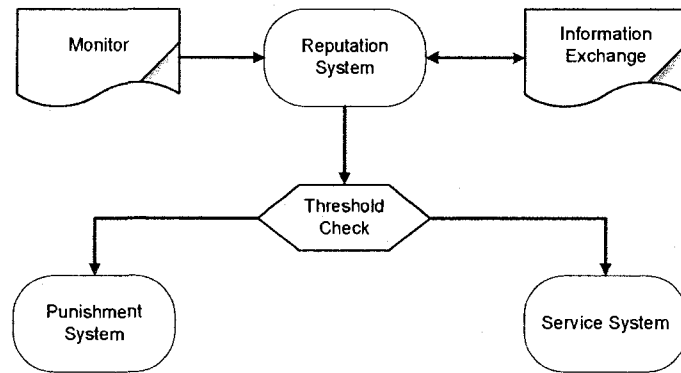 Monitor
Reputation
System
Information
Exchange
Threshold
Check
Punishment
System
Service System